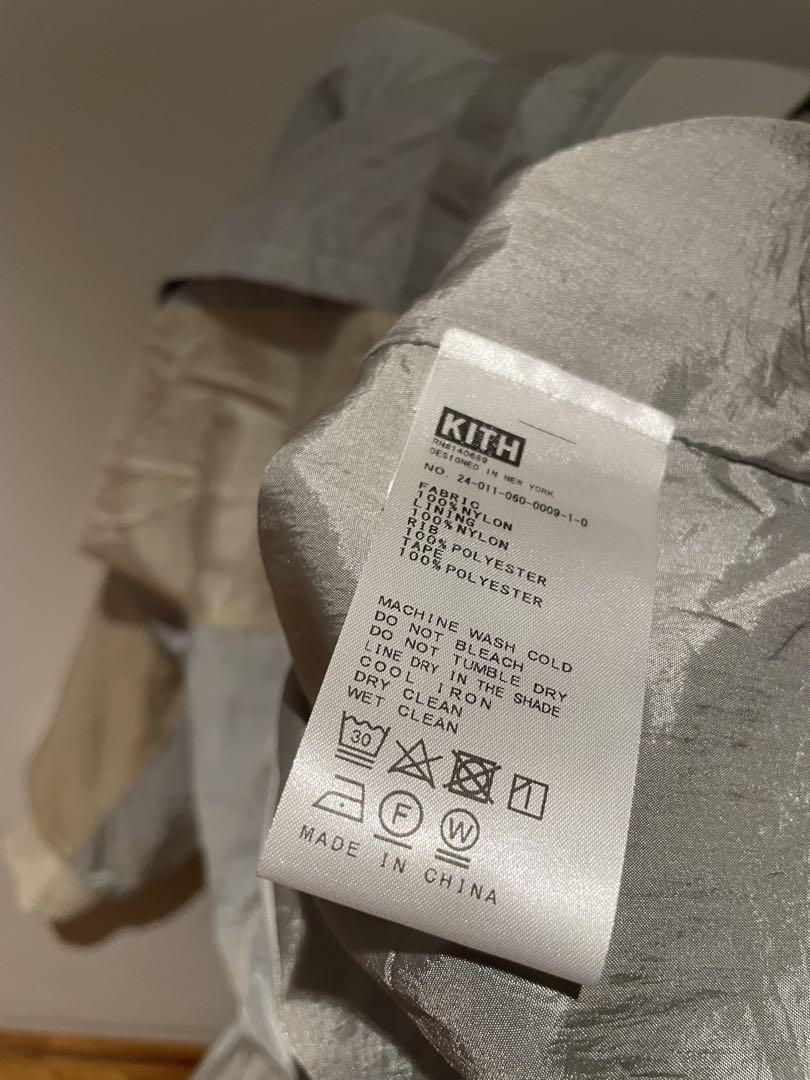 KITH
RN#140659
DESIGNED IN NEW YORK
NO. 24-011-060-0009-1-0
FABRIC
100%NYLON
LINING
100%NYLON
RIB
100%POLYESTER
TAPE
100%POLYESTER
MACHINE WASH COLD
DO NOT BLEACH
DO NOT TUMBLE DRY
LINE DRY IN THE SHADE
COOL IRON
DRY CLEAN
WET CLEAN
30
F W
MADE IN CHINA